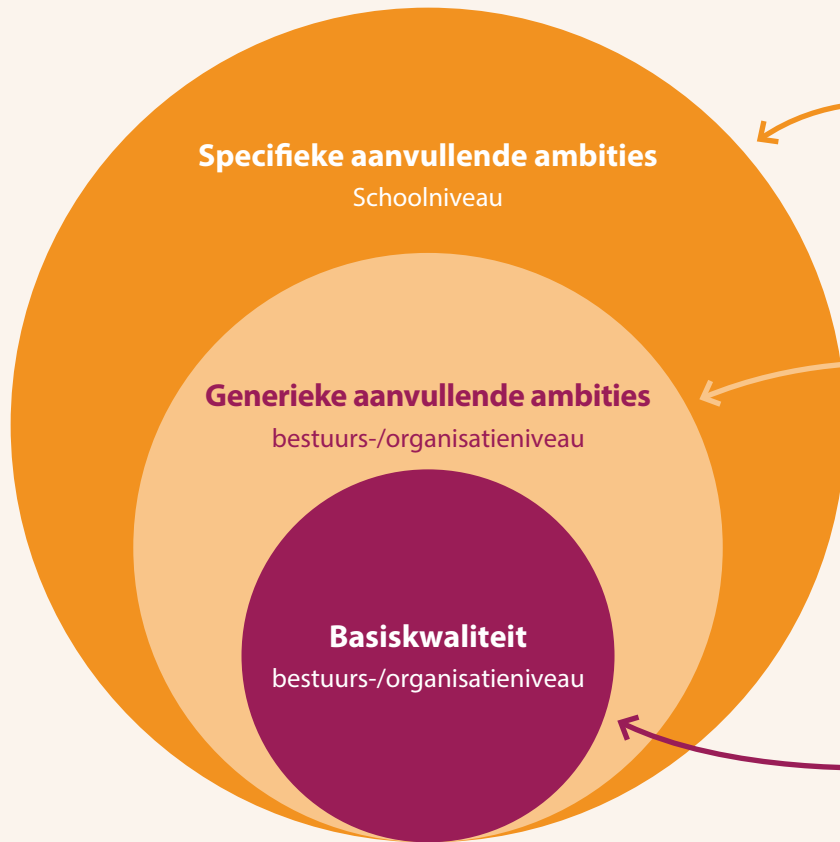 Specifieke aanvullende ambities
Schoolniveau
Generieke aanvullende ambities
bestuurs-/organisatieniveau
Basiskwaliteit
bestuurs-/organisatieniveau